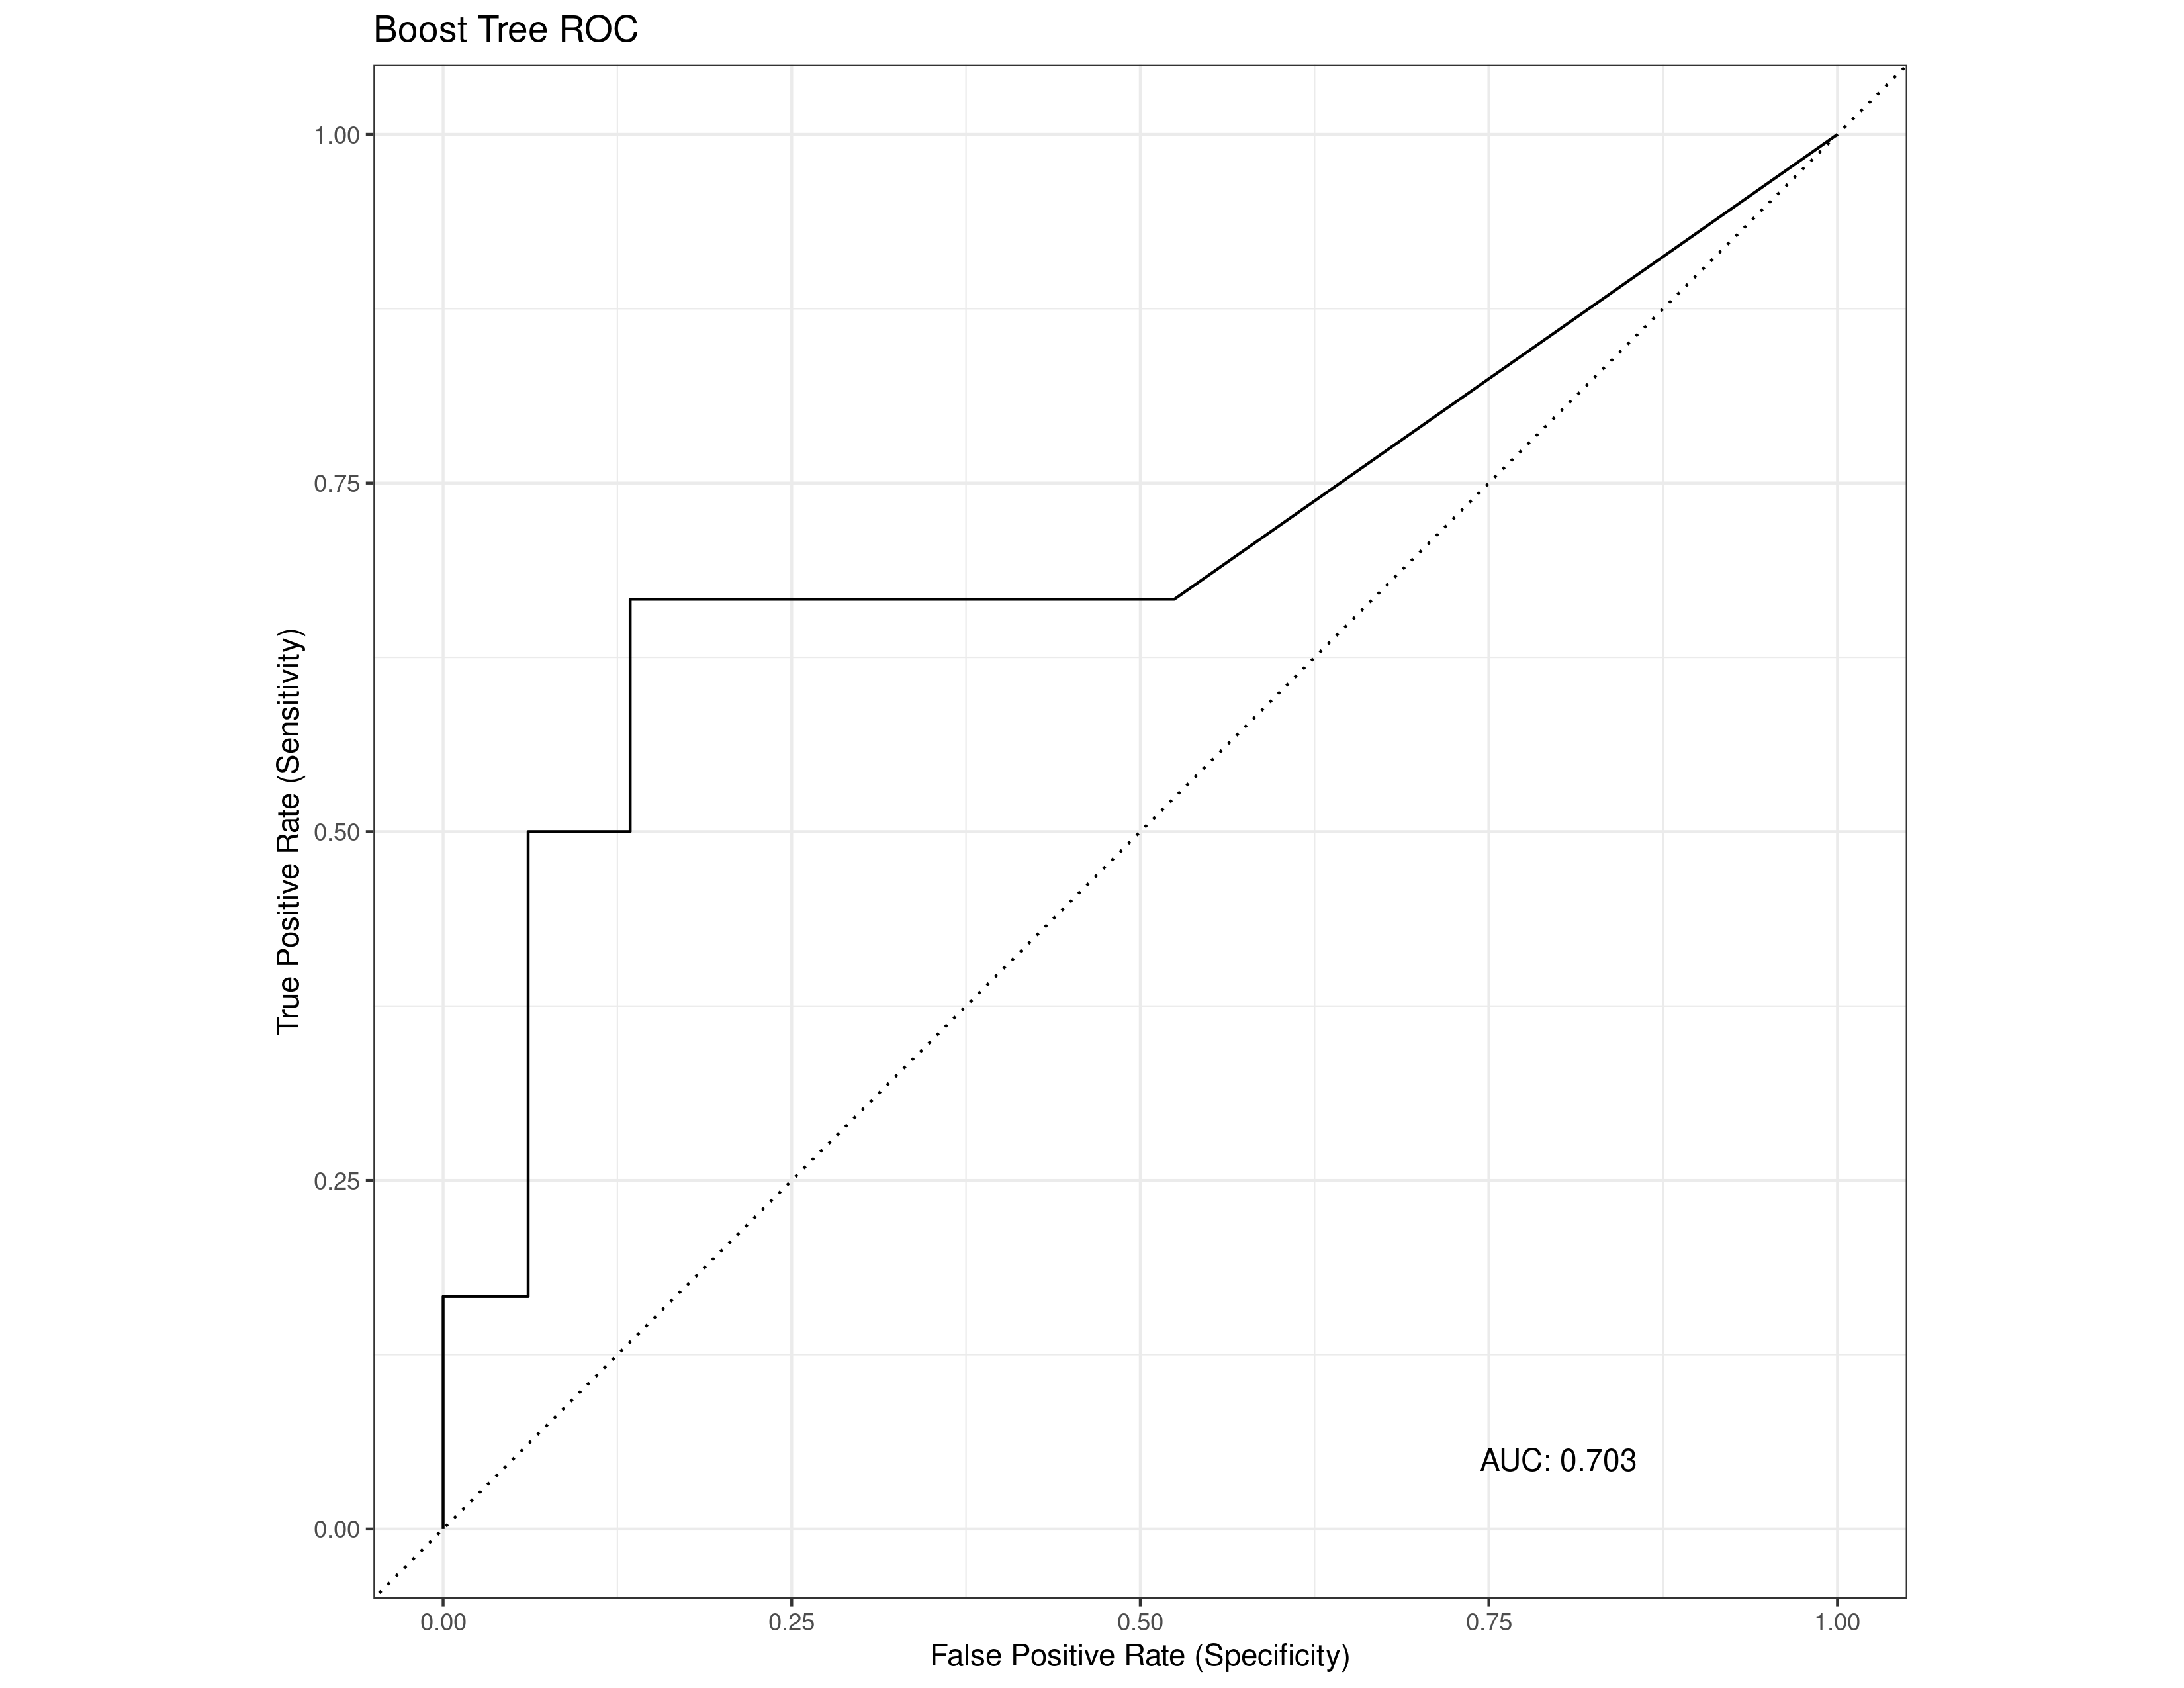 Boost Tree ROC
1.00
0.75
0.50
0.25
0.00
True Positive Rate (Sensitivity)
AUC: 0.703
0.00 0.25 0.50 0.75 1.00
False Positive Rate (Specificity)